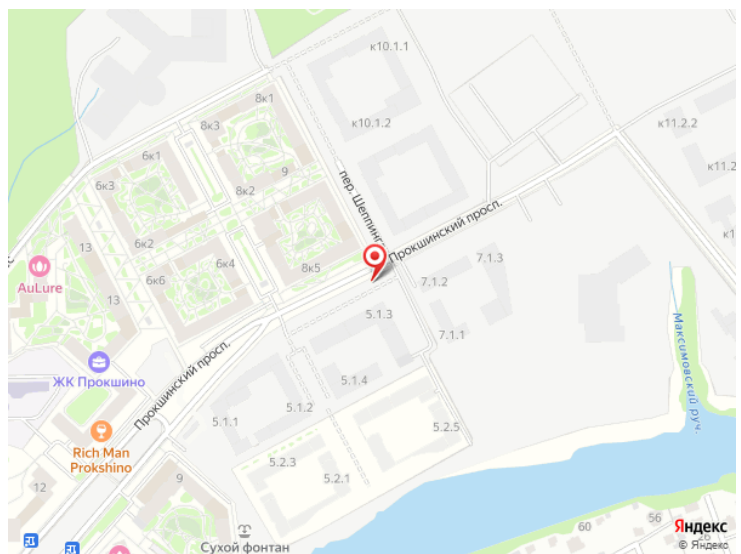 к10.1.1
8к1
8к3
к10.1.2
к11.2.2
6к1
9
к11.2
6к3
8к2
пер. Шеппинга
6к2
13
6к4
Прокшинский просп.
AuLure
8к5
7.1.3
6к6
7.1.2
13
5.1.3
Максимовский руч.
Прокшинский просп.
7.1.1
ЖК Прокшино
5.1.4
5.1.2
5.1.1
5.2.5
Rich Man
Prokshino
5.2.3
9
5.2.1
12
56
60
Яндекс
Сухой фонтан
© Яндекс